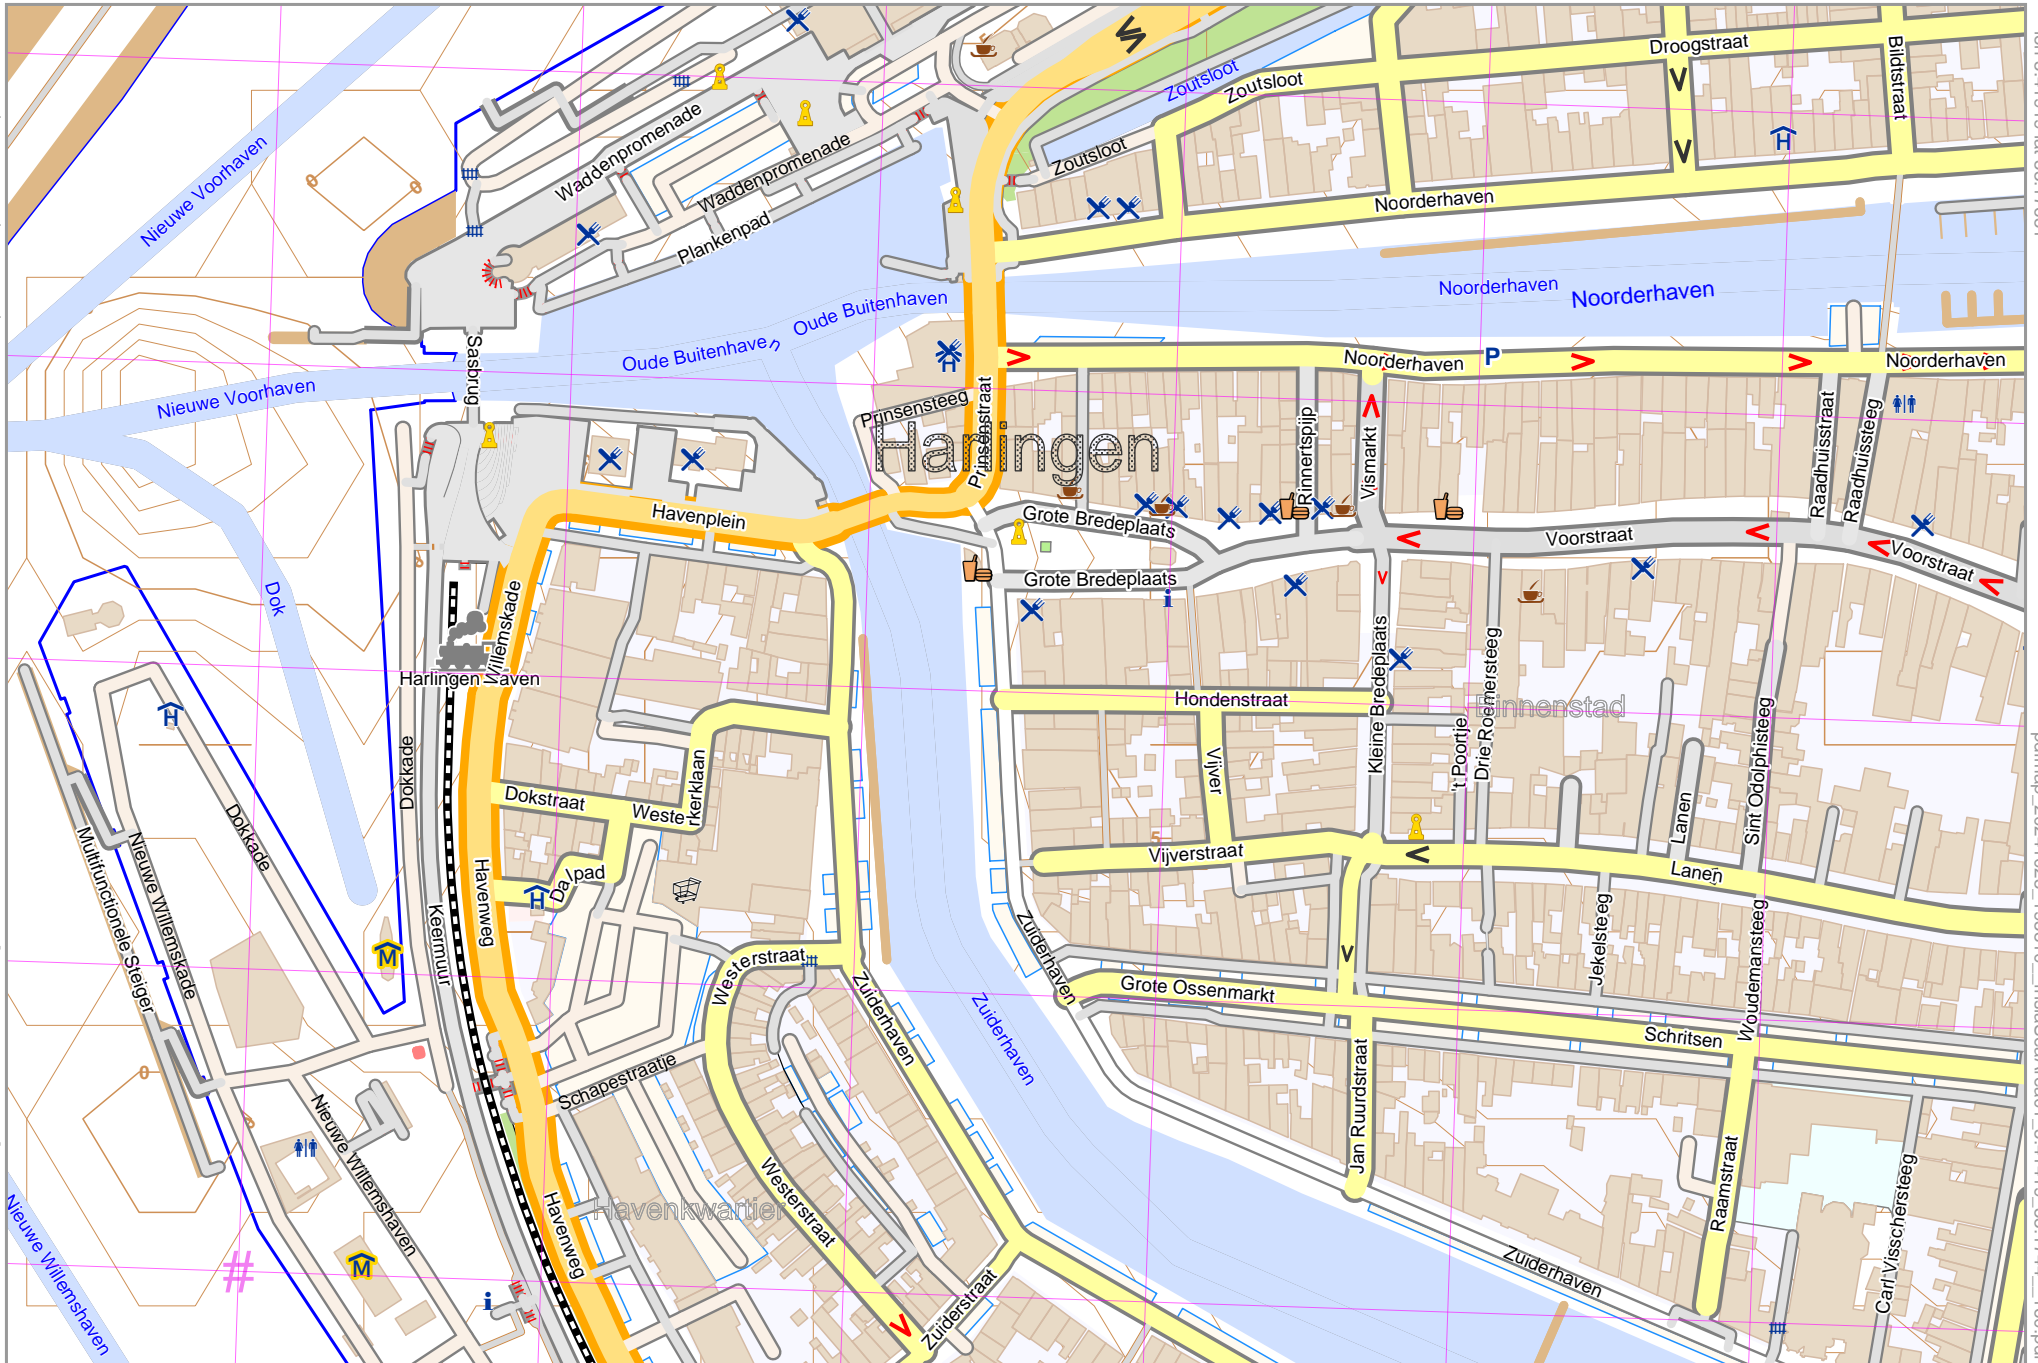 Droogstraat
Bildtstraat
Zoutsloot
Zoutsloot
Zoutsloot
Nieuwe Voorhaven
Waddenpromenade
Waddenpromenade
Plankenpad
Noorderhaven
H
Noorderhaven
Noorderhaven
Oude Buitenhaven
Oude Buitenhaven
Sasbrug
Nieuwe Voorhaven
H
Noorderhaven
P
Noorderhaven
Prinsensteeg
Prinsenstraat
Harlingen
Rinnertspijp
Vismarkt
Raadhuisstraat
Raadhuissteeg
Havenplein
Grote Bredeplaats
Grote Bredeplaats
Voorstraat
Voorstraat
Dok
Willemskade
Harlingen Haven
i
Hondenstraat
Kleine Bredeplaats
Drie Roemersteeg
't Poortje
Binnenstad
Sint Odolphisteeg
H
Dokkade
Dokkade
Dokstraat
Westerkerklaan
Vijver
Vijverstraat
5
Lanen
Lanen
Multifunctionele Steiger
Nieuwe Willemskade
Havenweg
Dalpad
H
Keermuur
M
Westerstraat
Zuiderhaven
Zuiderhaven
Zuiderhaven
Grote Ossenmarkt
Jekelsteeg
Woudemansteeg
Schritsen
0
0
0
Schapestraatje
Nieuwe Willemshaven
Nieuwe Willemshaven
Jan Ruurdstraat
Raamstraat
Carl Visschersteeg
Havenkwartier
Westerstraat
Havenweg
Zuiderstraat
Zuiderhaven
M
i
#